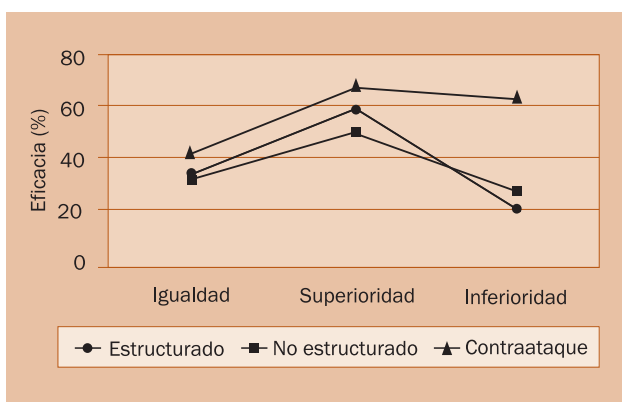 80
60
40
20
0
Eficacia (%)
Igualdad Superioridad Inferioridad
Estructurado No estructurado Contraataque